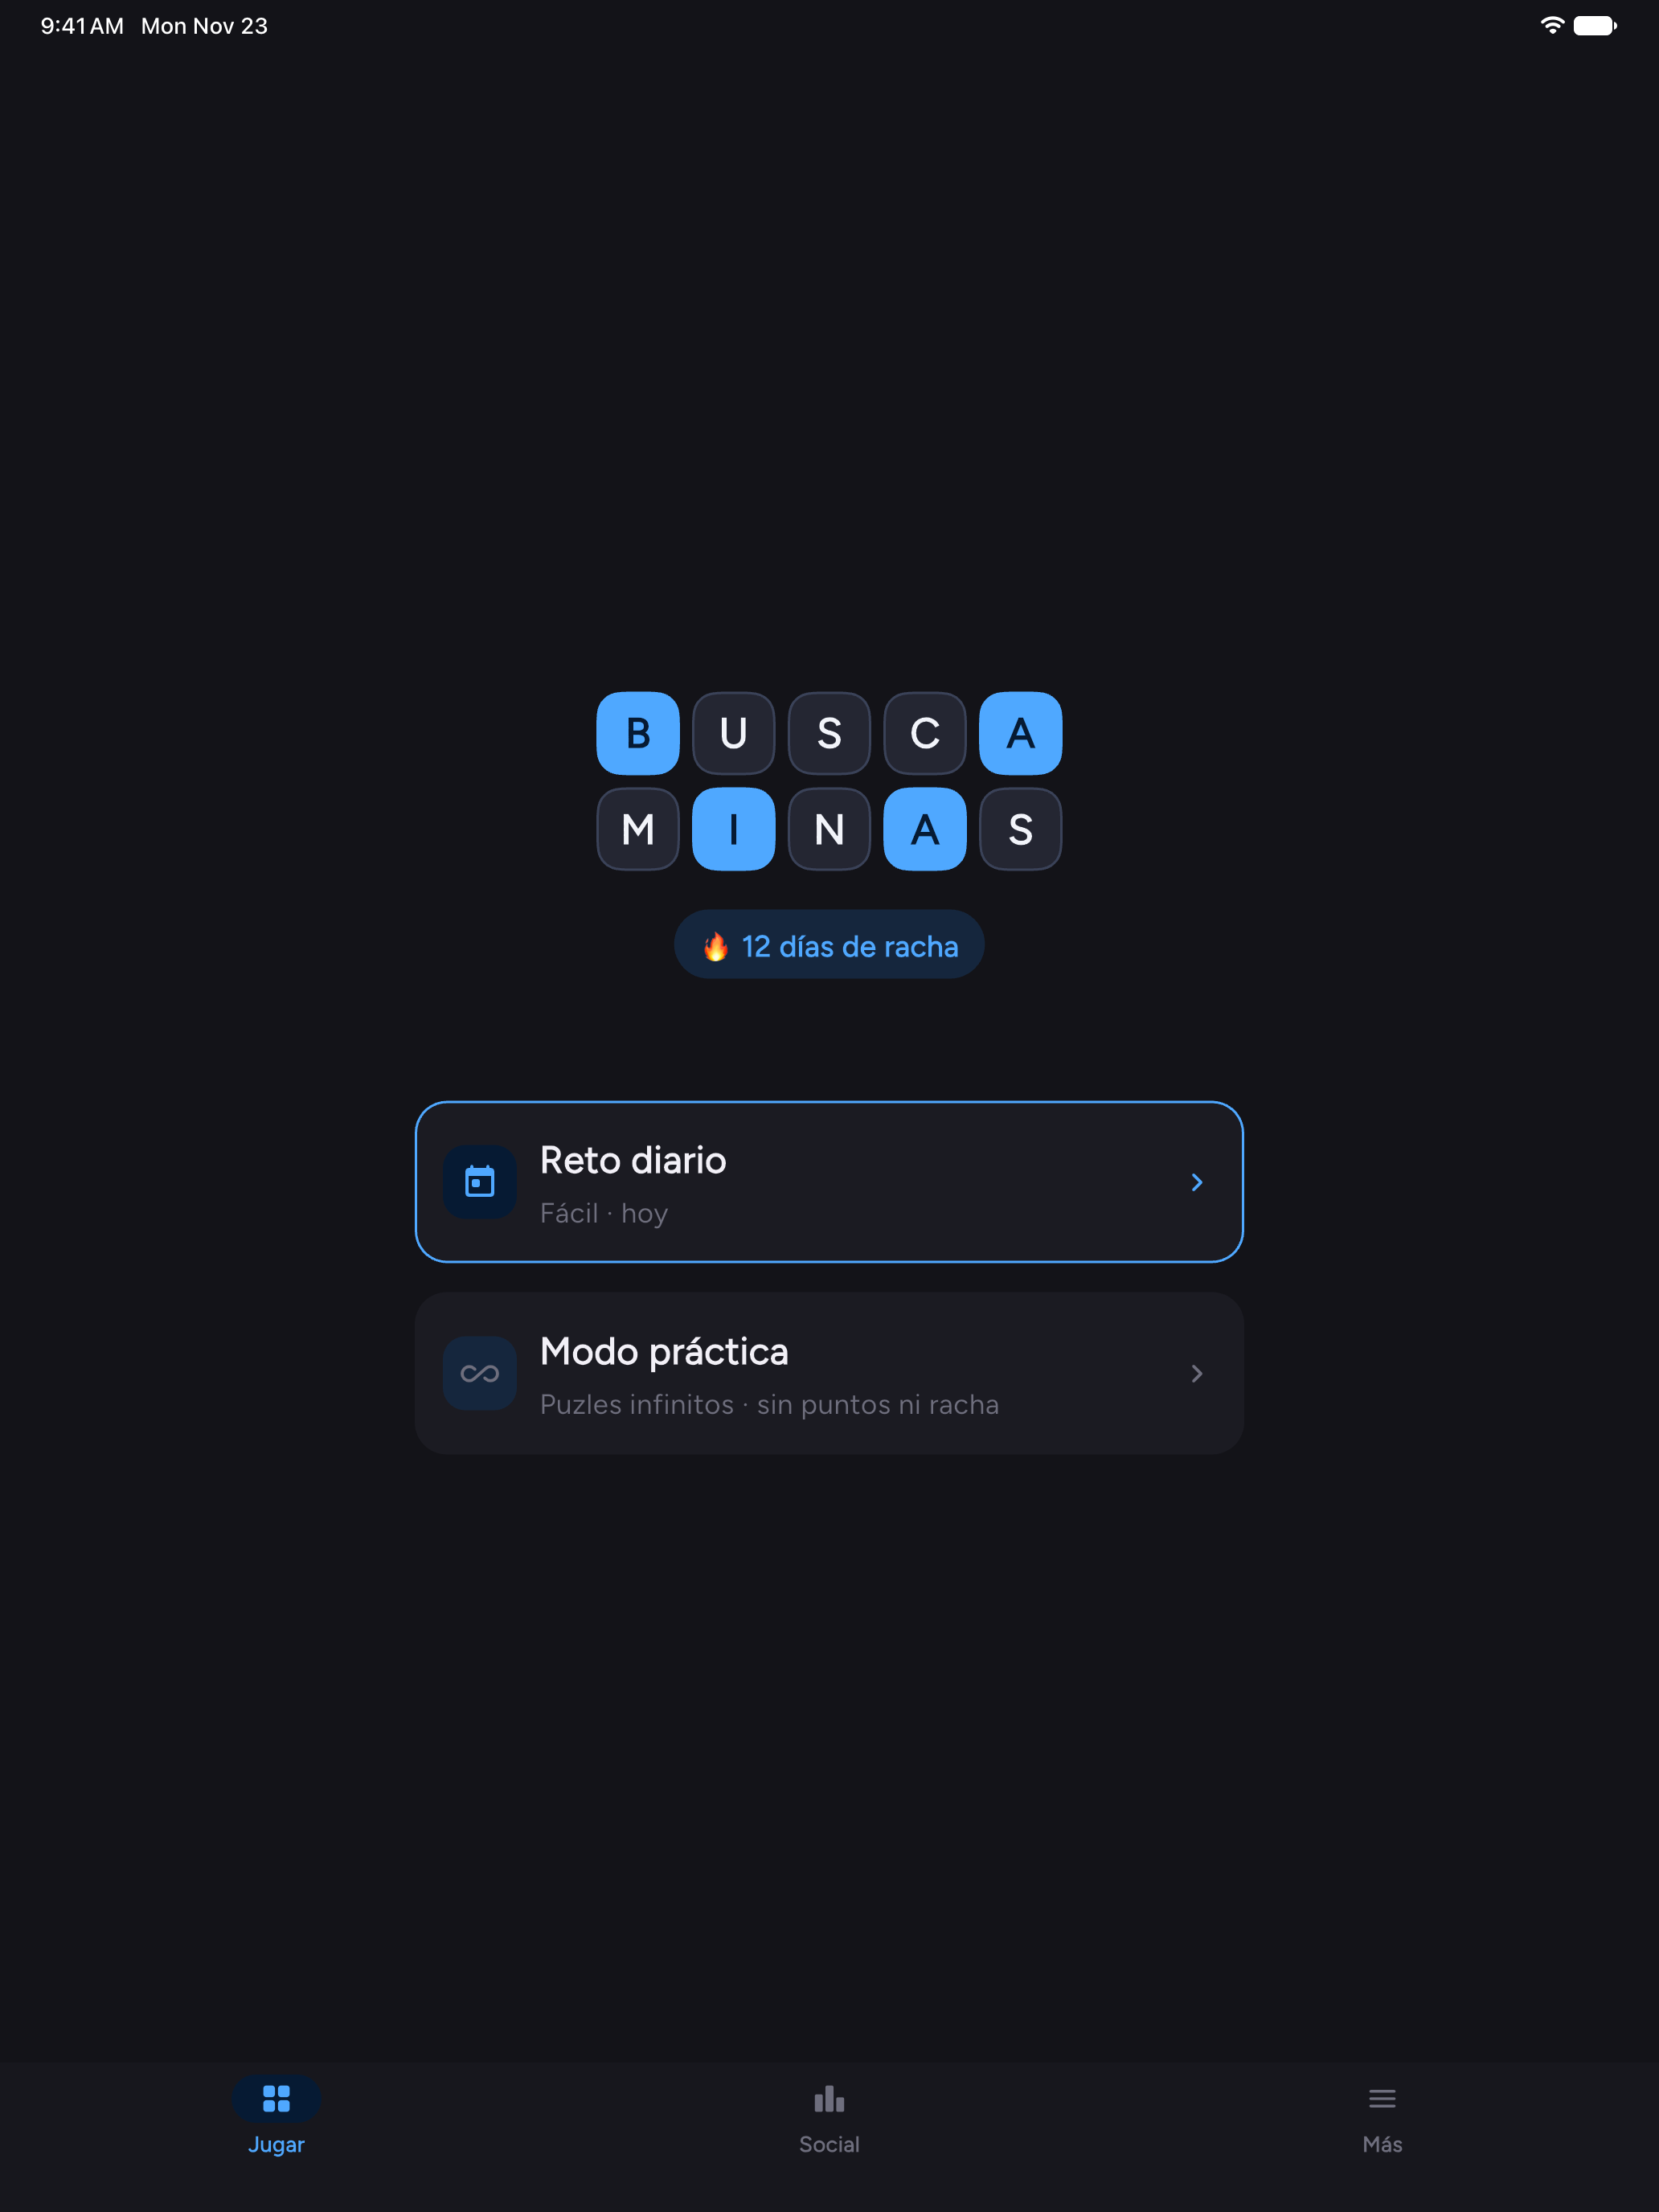 9:41 AM Mon Nov 23
BUSCA
MINAS
🔥 12 días de racha
Reto diario
Fácil · hoy
Modo práctica
Puzles infinitos · sin puntos ni racha
Jugar
Social
Más